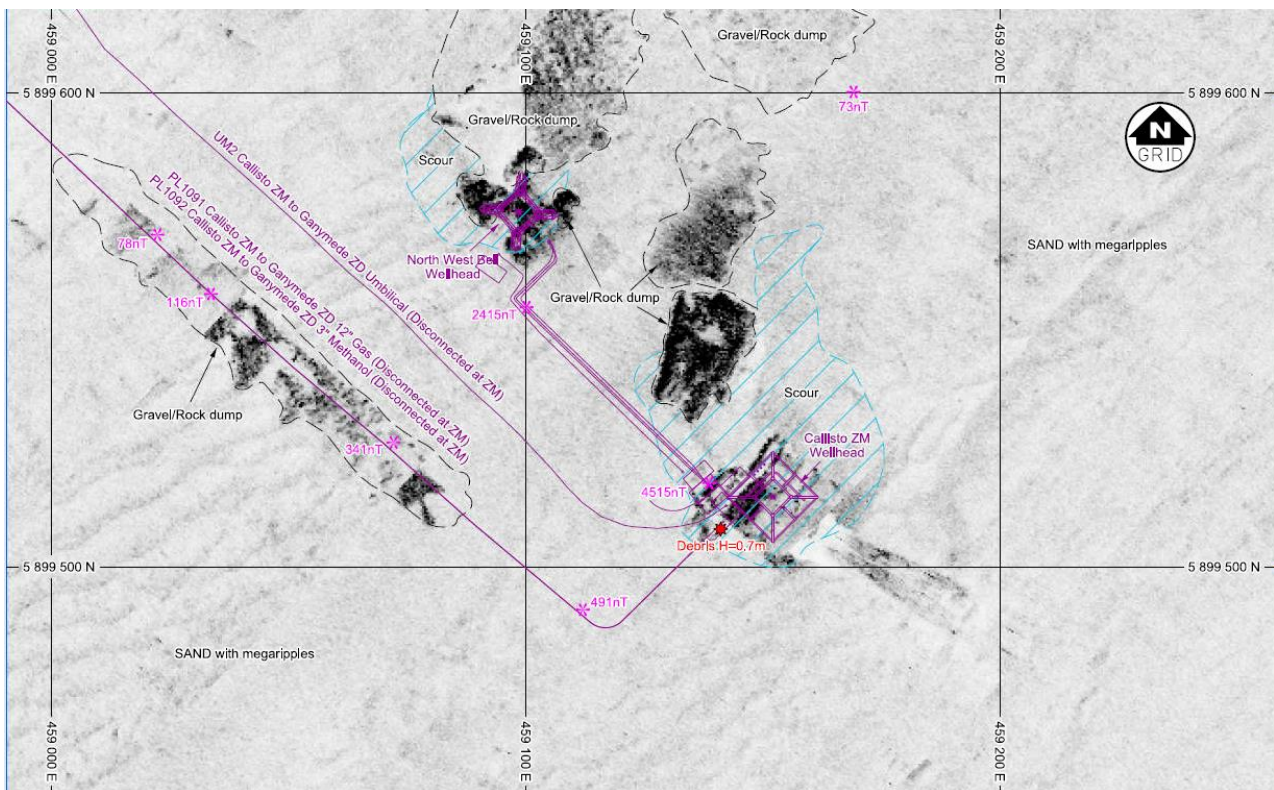 459 000 E
459 100 E
459 200 E
Gravel/Rock dump
5 899 600 N
5 899 600 N
73nT
Gravel/Rock dump
N
GRID
Scour
UM2 Callisto ZM to Ganymede ZD Umbilical (Disconnected at ZM)
PL1091 Callisto ZM to Ganymede ZD 12" Gas (Disconnected at ZM)
PL1092 Callisto ZM to Ganymede ZD 3" Methanol (Disconnected at ZM)
78nT
North West Bell
Wellhead
SAND with megaripples
116nT
Gravel/Rock dump
2415nT
Scour
Gravel/Rock dump
341nT
Callisto ZM
Wellhead
4515nT
Debris H=0.7m
5 899 500 N
5 899 500 N
491nT
SAND with megaripples
459 000 E
459 100 E
459 200 E